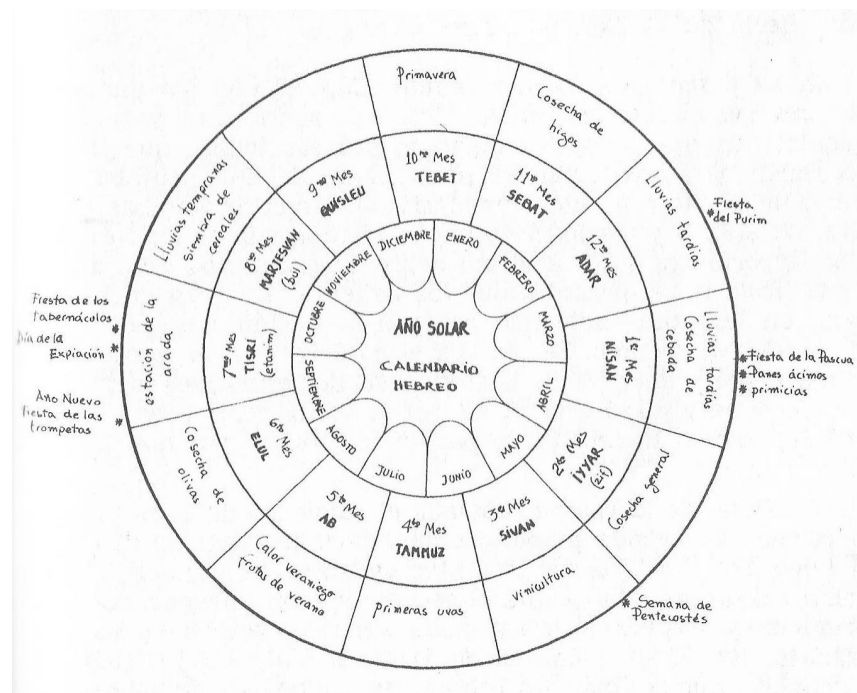 AÑO SOLAR
CALENDARIO
HEBREO
ENERO
FEBRERO
MARZO
ABRIL
MAYO
JUNIO
JULIO
AGOSTO
SEPTIEMBRE
OCTUBRE
NOVIEMBRE
DICIEMBRE
10mo Mes
TEBET
11mo Mes
SEBAT
12mo Mes
ADAR
1er Mes
NISAN
2do Mes
IYYAR
(zif)
3er Mes
SIVAN
4to Mes
TAMMUZ
5to Mes
AB
6to Mes
ELUL
7mo Mes
TISRI
(etanim)
8vo Mes
MARJESVAN
(bul)
9no Mes
QUISLEU
Primavera
Cosecha de
higos
Lluvias tardías
Lluvias tardías
Cosecha de
cebada
Cosecha general
vinicultura
primeras uvas
Calor veraniego
frutas de verano
Cosecha de
olivas
estación de la
arada
Lluvias tempranas
Siembra de
cereales
Fiesta
* del Purim
* Fiesta de la Pascua
* Panes ácimos
* primicias
* Semana de
Pentecostés
Año Nuevo
fiesta de las
trompetas *
Día de la
Expiación *
Fiesta de los
tabernáculos *